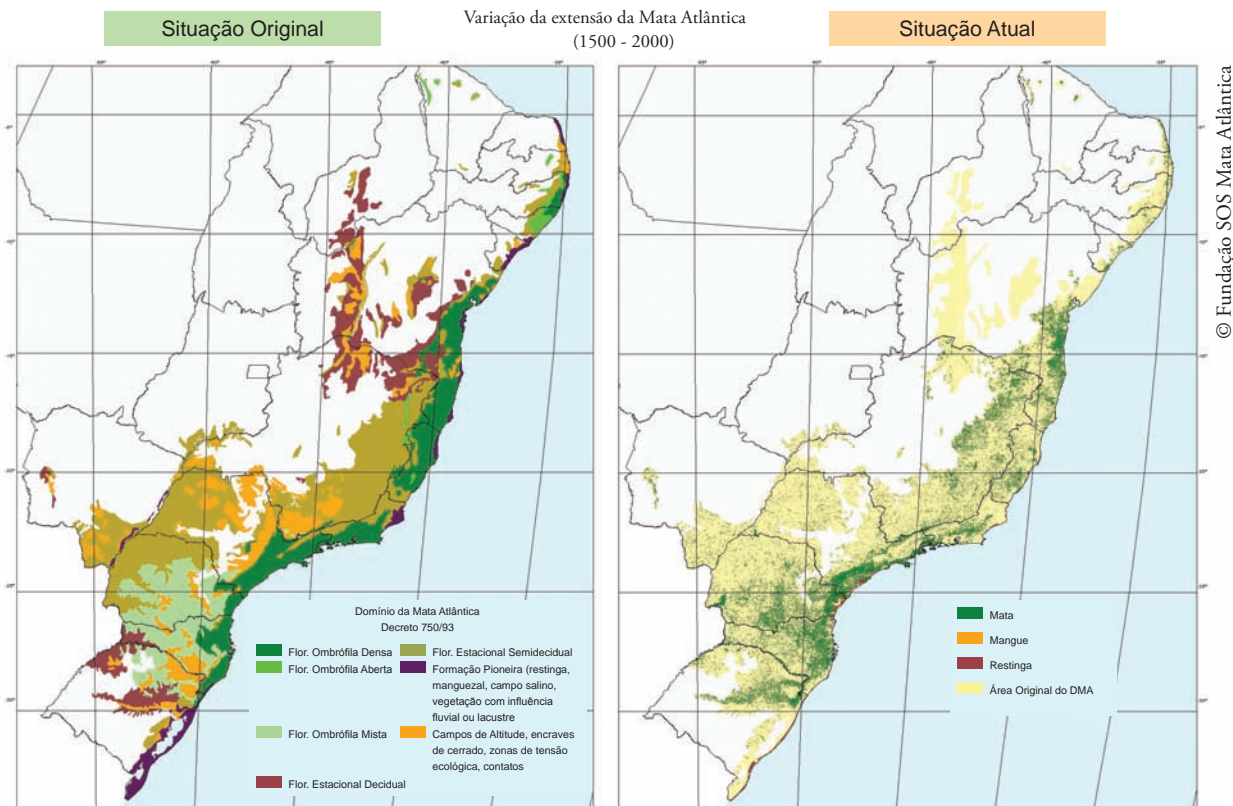 Situação Original
Variação da extensão da Mata Atlântica
(1500 - 2000)
Situação Atual
© Fundação SOS Mata Atlântica
Domínio da Mata Atlântica
Decreto 750/93
Flor. Ombrófila Densa
Flor. Ombrófila Aberta
Flor. Ombrófila Mista
Flor. Estacional Decidual
Flor. Estacional Semidecidual
Formação Pioneira (restinga,
manguezal, campo salino,
vegetação com influência
fluvial ou lacustre
Campos de Altitude, encraves
de cerrado, zonas de tensão
ecológica, contatos
Mata
Mangue
Restinga
Área Original do DMA